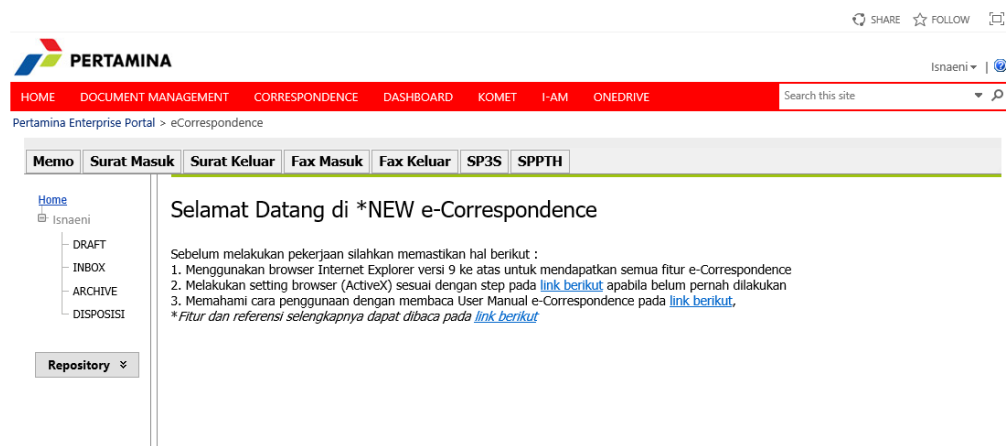 SHARE FOLLOW
PERTAMINA
Isnaeni |
HOME DOCUMENT MANAGEMENT CORRESPONDENCE DASHBOARD KOMET I-AM ONEDRIVE Search this site
Pertamina Enterprise Portal > eCorrespondence
Memo Surat Masuk Surat Keluar Fax Masuk Fax Keluar SP3S SPPTH
Home
Isnaeni
DRAFT
INBOX
ARCHIVE
DISPOSISI
Repository
Selamat Datang di *NEW e-Correspondence
Sebelum melakukan pekerjaan silahkan memastikan hal berikut :
1. Menggunakan browser Internet Explorer versi 9 ke atas untuk mendapatkan semua fitur e-Correspondence
2. Melakukan setting browser (ActiveX) sesuai dengan step pada link berikut apabila belum pernah dilakukan
3. Memahami cara penggunaan dengan membaca User Manual e-Correspondence pada link berikut,
*Fitur dan referensi selengkapnya dapat dibaca pada link berikut